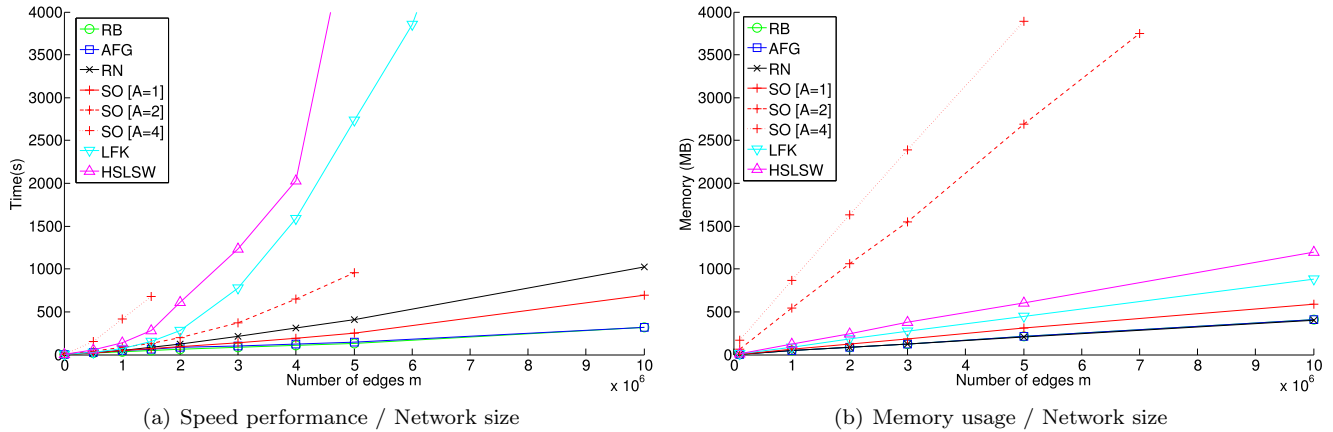 4000
3500
3000
2500
2000
1500
1000
500
0
Time(s)
RB
AFG
RN
SO [A=1]
SO [A=2]
SO [A=4]
LFK
HSLSW
0 1 2 3 4 5 6 7 8 9 10
x 10^6
Number of edges m
(a) Speed performance / Network size
4000
3500
3000
2500
2000
1500
1000
500
0
Memory (MB)
RB
AFG
RN
SO [A=1]
SO [A=2]
SO [A=4]
LFK
HSLSW
0 1 2 3 4 5 6 7 8 9 10
x 10^6
Number of edges m
(b) Memory usage / Network size